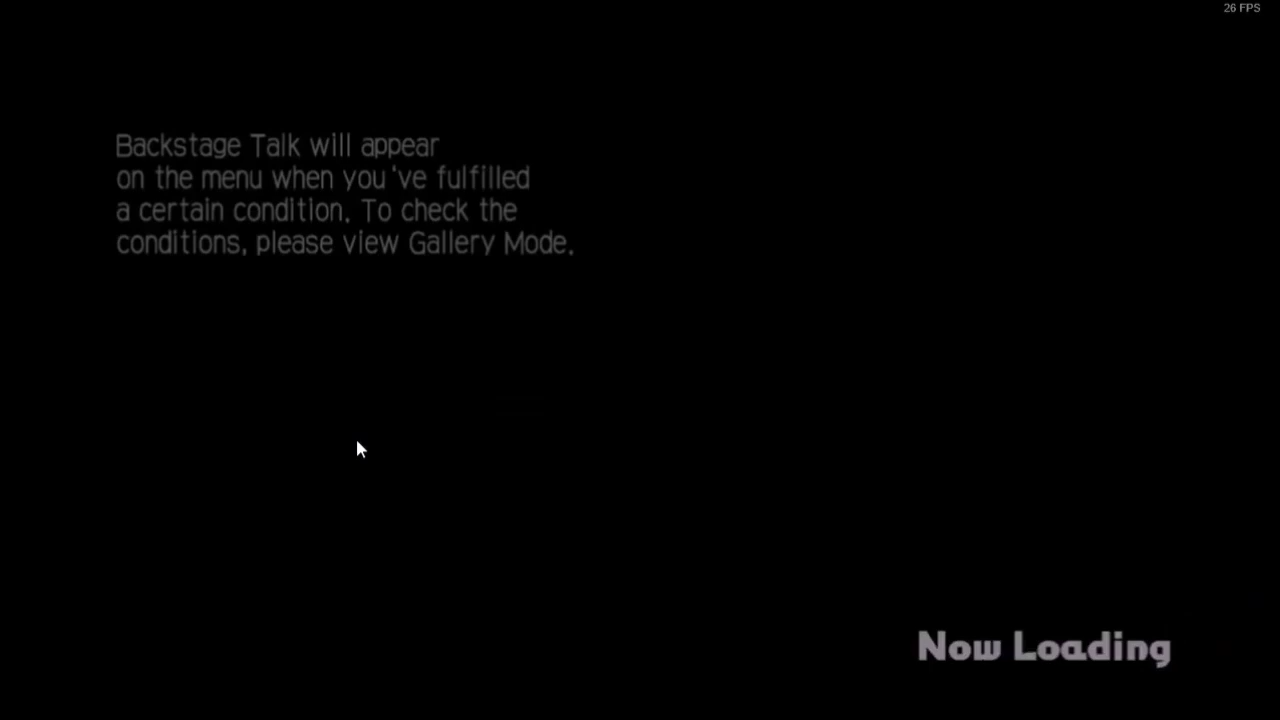 26 FPS
Backstage Talk will appear
on the menu when you've fulfilled
a certain condition. To check the
conditions, please view Gallery Mode.
Now Loading